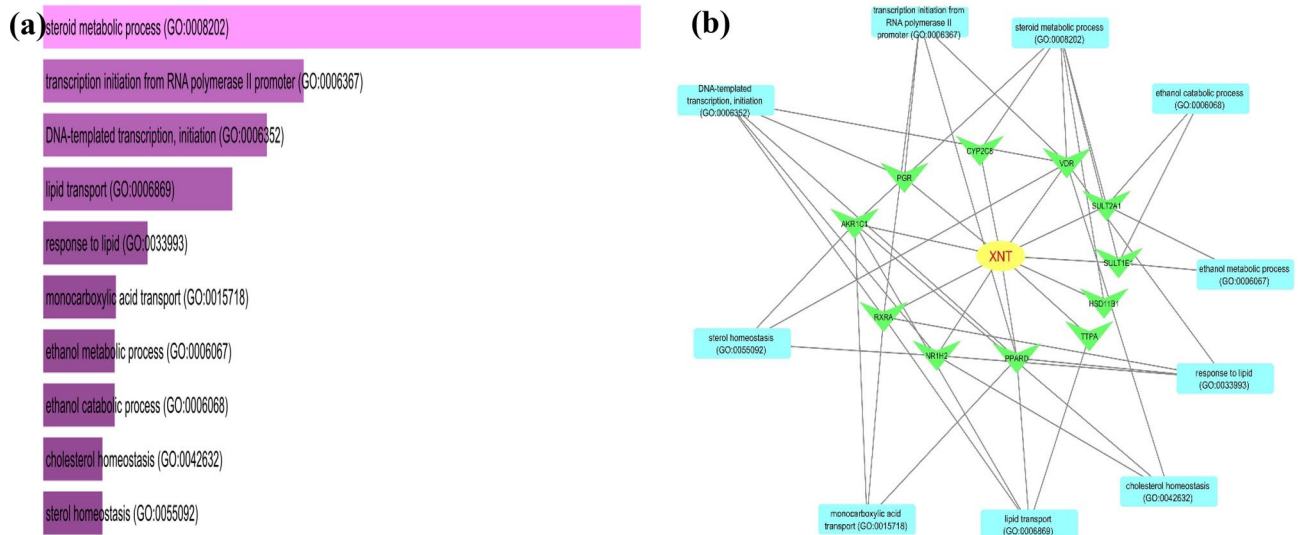 (a)
steroid metabolic process (GO:0008202)
transcription initiation from RNA polymerase II promoter (GO:0006367)
DNA-templated transcription, initiation (GO:0006352)
lipid transport (GO:0006869)
response to lipid (GO:0033993)
monocarboxylic acid transport (GO:0015718)
ethanol metabolic process (GO:0006067)
ethanol catabolic process (GO:0006068)
cholesterol homeostasis (GO:0042632)
sterol homeostasis (GO:0055092)
(b)
transcription initiation from
RNA polymerase II
promoter (GO:0006367)
steroid metabolic process
(GO:0008202)
DNA-templated
transcription, initiation
(GO:0006352)
ethanol catabolic process
(GO:0006068)
CYP2C8
VDR
PGR
SULT2A1
AKR1C1
XNT
SULT1E1
ethanol metabolic process
(GO:0006067)
HSD11B1
RXRA
TTPA
sterol homeostasis
(GO:0055092)
NR1H2
PPARD
response to lipid
(GO:0033993)
cholesterol homeostasis
(GO:0042632)
monocarboxylic acid
transport (GO:0015718)
lipid transport
(GO:0006869)